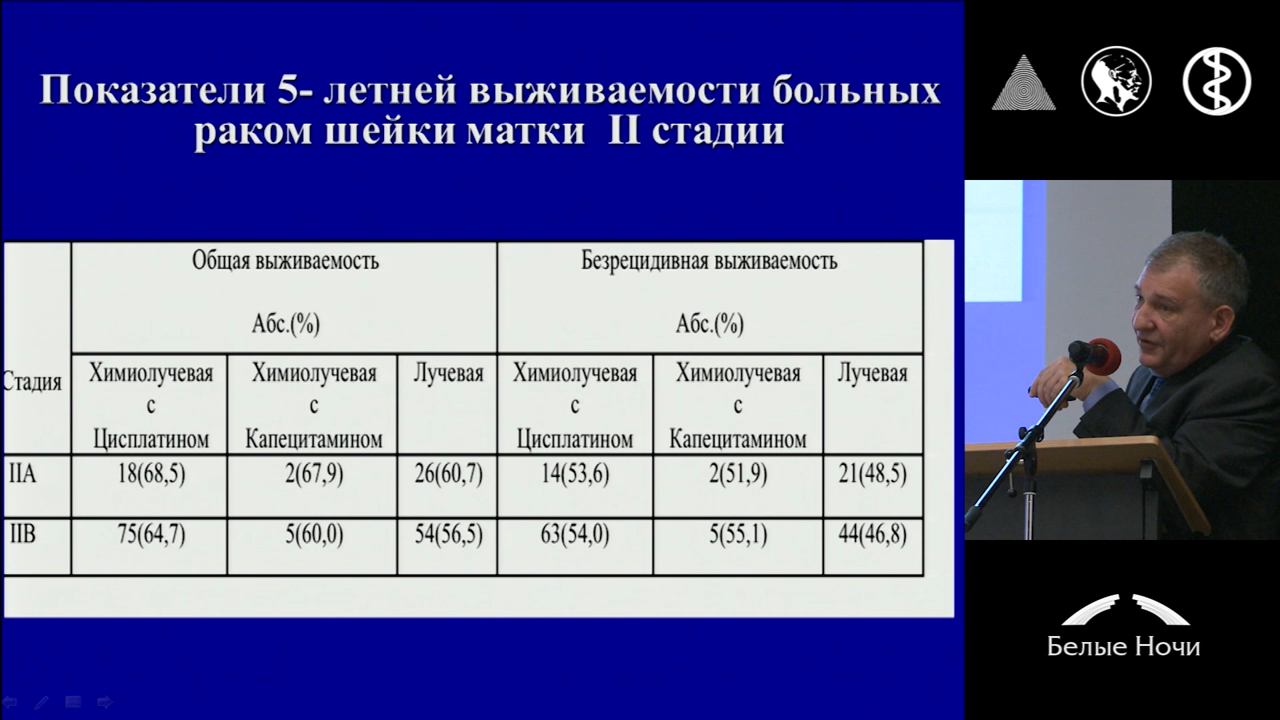 Показатели 5- летней выживаемости больных
раком шейки матки II стадии
Общая выживаемость
Абс.(%)
Безрецидивная выживаемость
Абс.(%)
Стадия
Химиолучевая
с
Цисплатином
Химиолучевая
с
Капецитамином
Лучевая
Химиолучевая
с
Цисплатином
Химиолучевая
с
Капецитамином
Лучевая
IIA 18(68,5) 2(67,9) 26(60,7) 14(53,6) 2(51,9) 21(48,5)
IIB 75(64,7) 5(60,0) 54(56,5) 63(54,0) 5(55,1) 44(46,8)
Белые Ночи